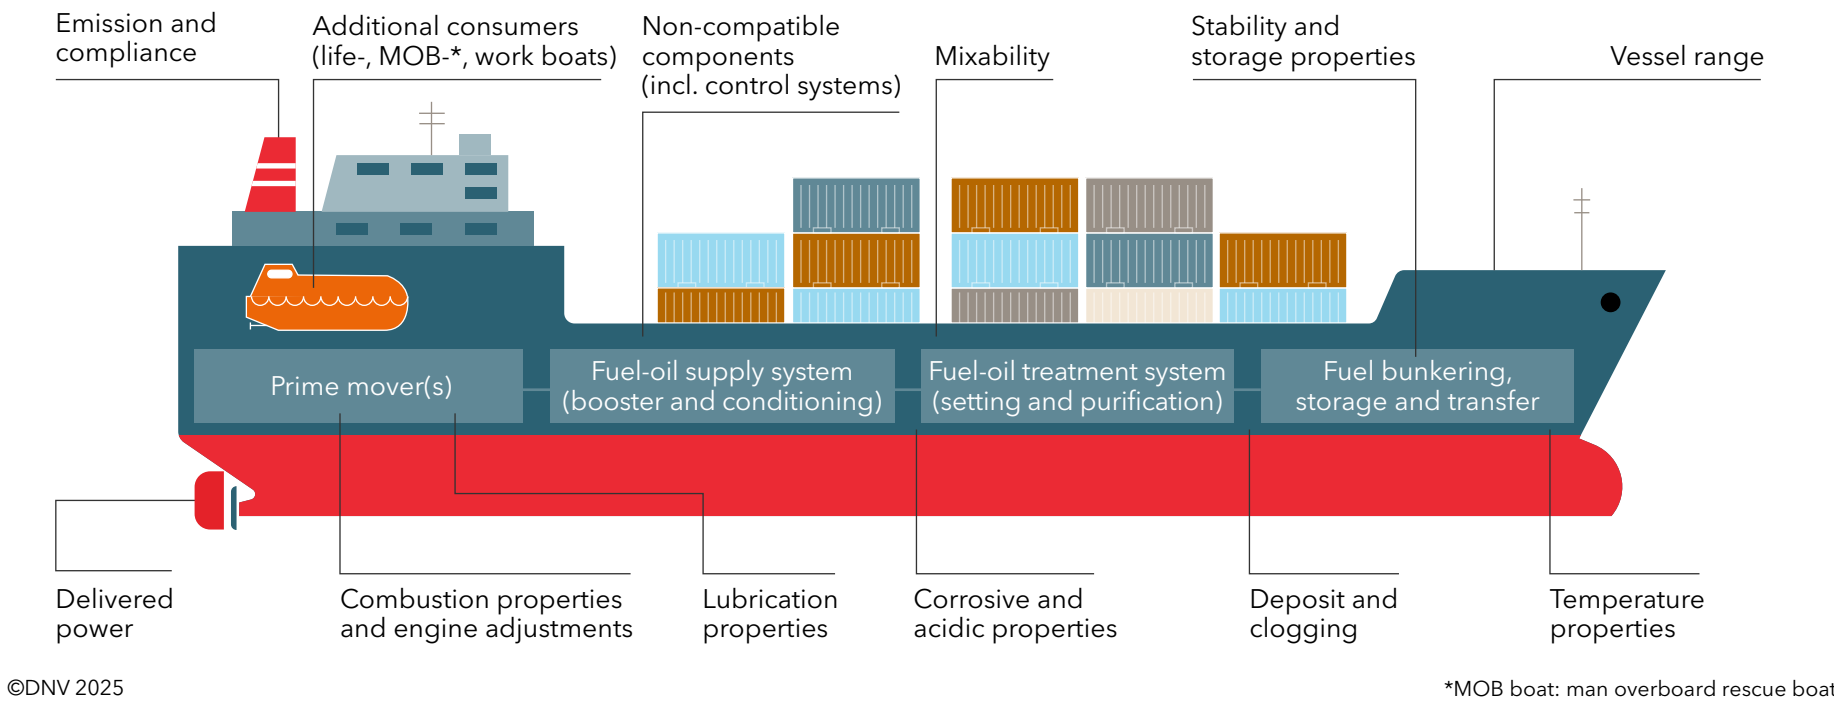 Emission and
compliance
Additional consumers
(life-, MOB-*, work boats)
Non-compatible
components
(incl. control systems)
Mixability
Stability and
storage properties
Vessel range
Prime mover(s)
Fuel-oil supply system
(booster and conditioning)
Fuel-oil treatment system
(setting and purification)
Fuel bunkering,
storage and transfer
Delivered
power
Combustion properties
and engine adjustments
Lubrication
properties
Corrosive and
acidic properties
Deposit and
clogging
Temperature
properties
©DNV 2025
*MOB boat: man overboard rescue boat